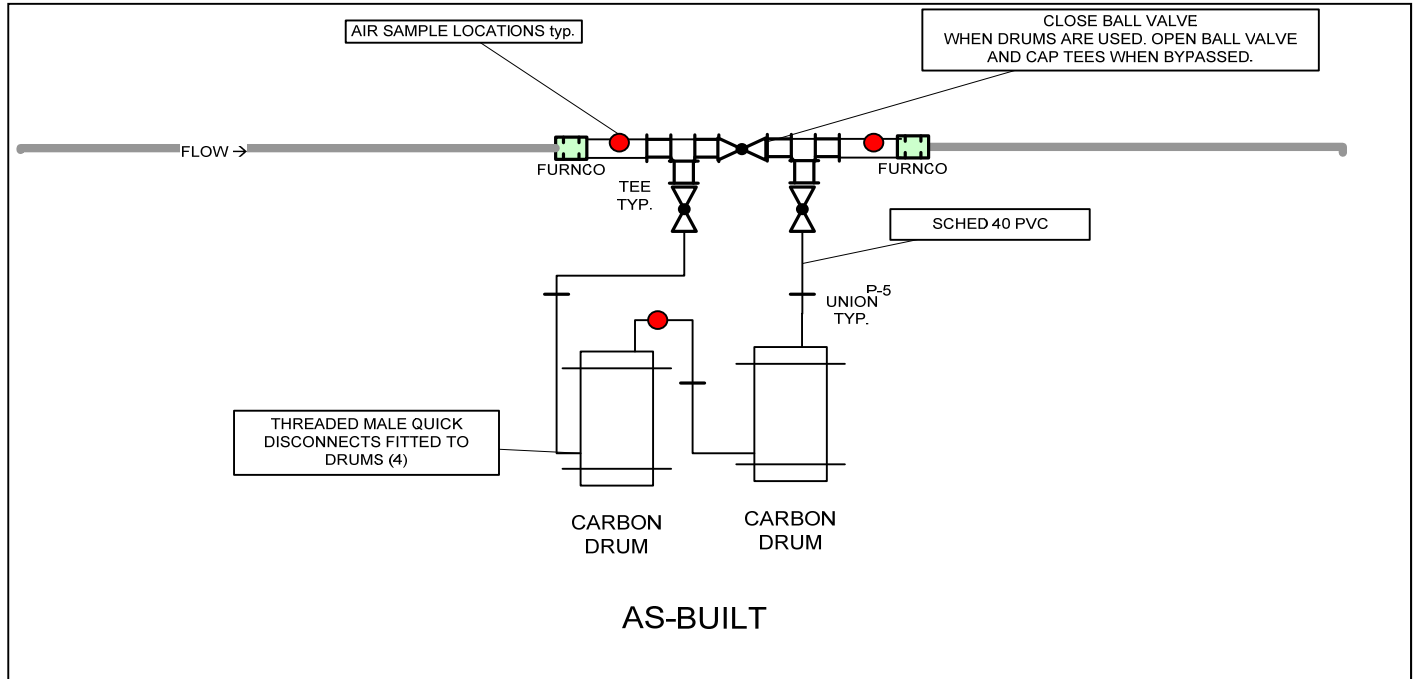 AIR SAMPLE LOCATIONS typ.
CLOSE BALL VALVE
WHEN DRUMS ARE USED. OPEN BALL VALVE
AND CAP TEES WHEN BYPASSED.
FLOW →
FURNCO
FURNCO
TEE
TYP.
SCHED 40 PVC
P-5
UNION
TYP.
THREADED MALE QUICK
DISCONNECTS FITTED TO
DRUMS (4)
CARBON
DRUM
CARBON
DRUM
AS-BUILT